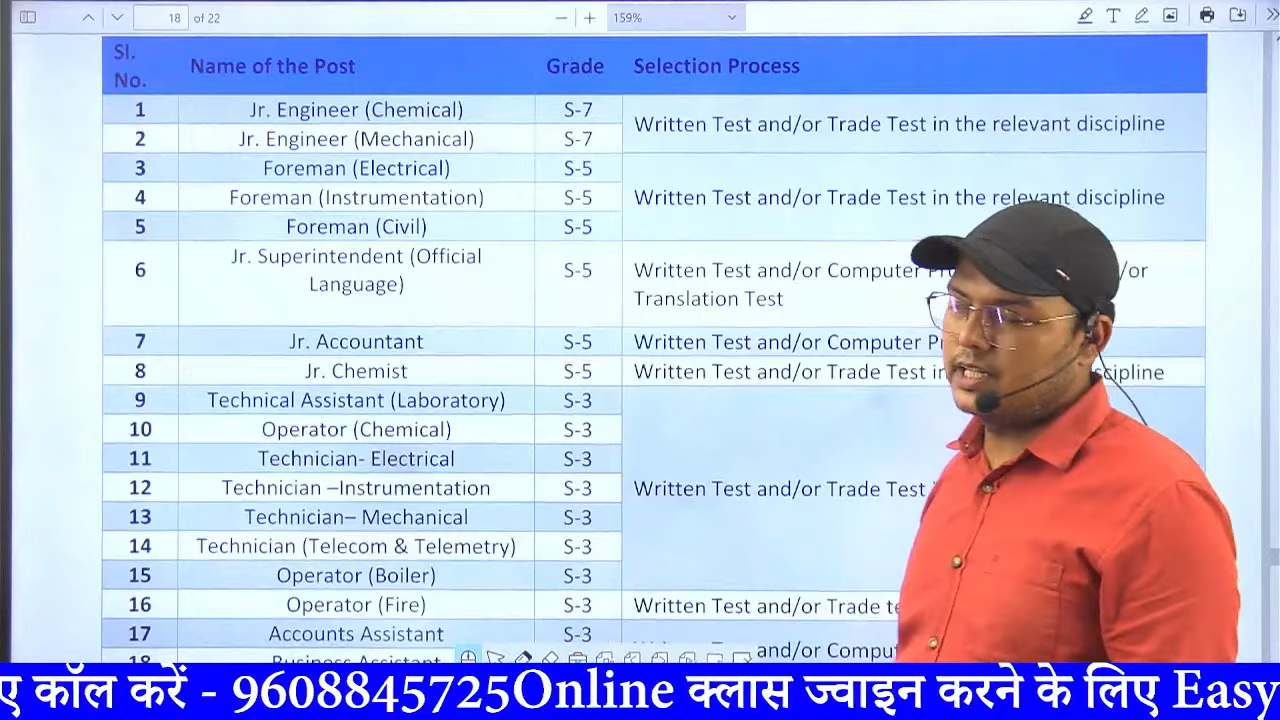 18 of 22
159%
Sl. No. Name of the Post Grade Selection Process
1 Jr. Engineer (Chemical) S-7 Written Test and/or Trade Test in the relevant discipline
2 Jr. Engineer (Mechanical) S-7
3 Foreman (Electrical) S-5
4 Foreman (Instrumentation) S-5 Written Test and/or Trade Test in the relevant discipline
5 Foreman (Civil) S-5
6 Jr. Superintendent (Official Language) S-5 Written Test and/or Computer /or
Translation Test
7 Jr. Accountant S-5 Written Test and/or Computer
8 Jr. Chemist S-5 Written Test and/or Trade Test in
9 Technical Assistant (Laboratory) S-3
10 Operator (Chemical) S-3
11 Technician- Electrical S-3
12 Technician –Instrumentation S-3 Written Test and/or Trade Test
13 Technician– Mechanical S-3
14 Technician (Telecom & Telemetry) S-3
15 Operator (Boiler) S-3
16 Operator (Fire) S-3 Written Test and/or Trade
17 Accounts Assistant S-3
18 Business Assistant and/or
कॉल करें - 9608845725Online क्लास ज्वाइन करने के लिए Easy